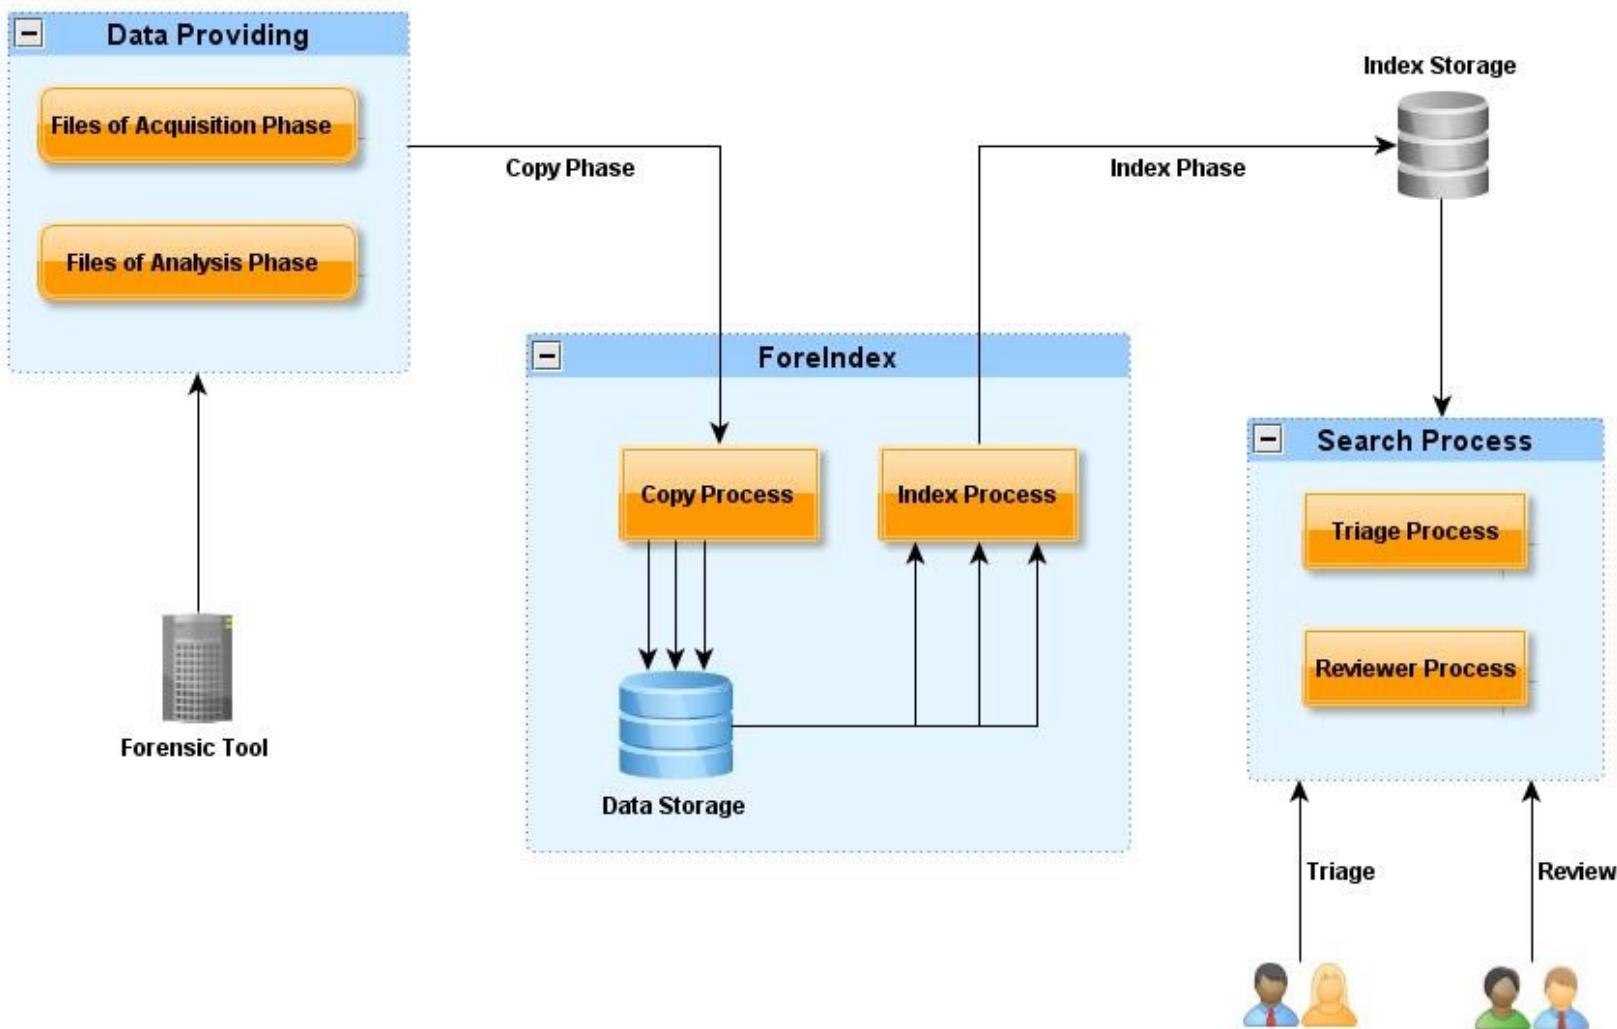 Data Providing
Files of Acquisition Phase
Files of Analysis Phase
Forensic Tool
Copy Phase
ForeIndex
Copy Process
Index Process
Data Storage
Index Phase
Index Storage
Search Process
Triage Process
Reviewer Process
Triage
Review